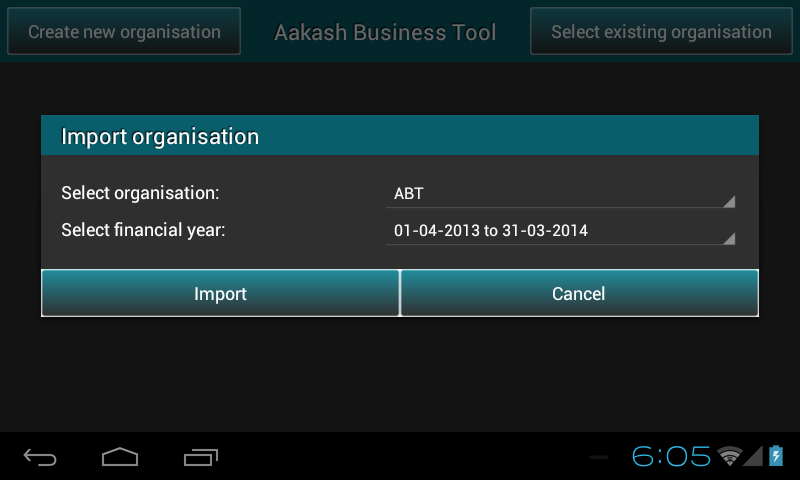 Create new organisation
Aakash Business Tool
Select existing organisation
Import organisation
Select organisation:
ABT
Select financial year:
01-04-2013 to 31-03-2014
Import
Cancel
6:05